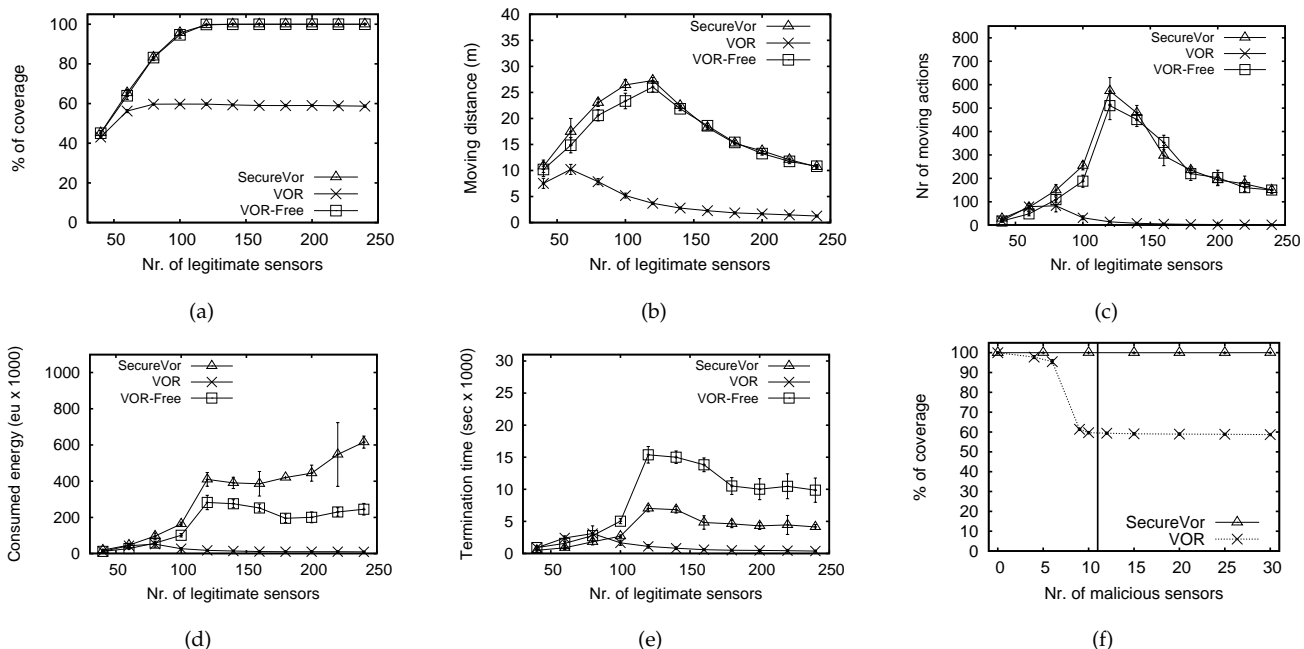 % of coverage
100
80
60
40
20
0
SecureVor
VOR
VOR-Free
50 100 150 200 250
Nr. of legitimate sensors
(a)
Moving distance (m)
40
35
30
25
20
15
10
5
0
SecureVor
VOR
VOR-Free
50 100 150 200 250
Nr. of legitimate sensors
(b)
Nr of moving actions
800
700
600
500
400
300
200
100
0
SecureVor
VOR
VOR-Free
50 100 150 200 250
Nr. of legitimate sensors
(c)
Consumed energy (eu x 1000)
1000
800
600
400
200
0
SecureVor
VOR
VOR-Free
50 100 150 200 250
Nr. of legitimate sensors
(d)
Termination time (sec x 1000)
30
25
20
15
10
5
0
SecureVor
VOR
VOR-Free
50 100 150 200 250
Nr. of legitimate sensors
(e)
% of coverage
100
90
80
70
60
50
40
30
20
10
0
SecureVor
VOR
0 5 10 15 20 25 30
Nr. of malicious sensors
(f)